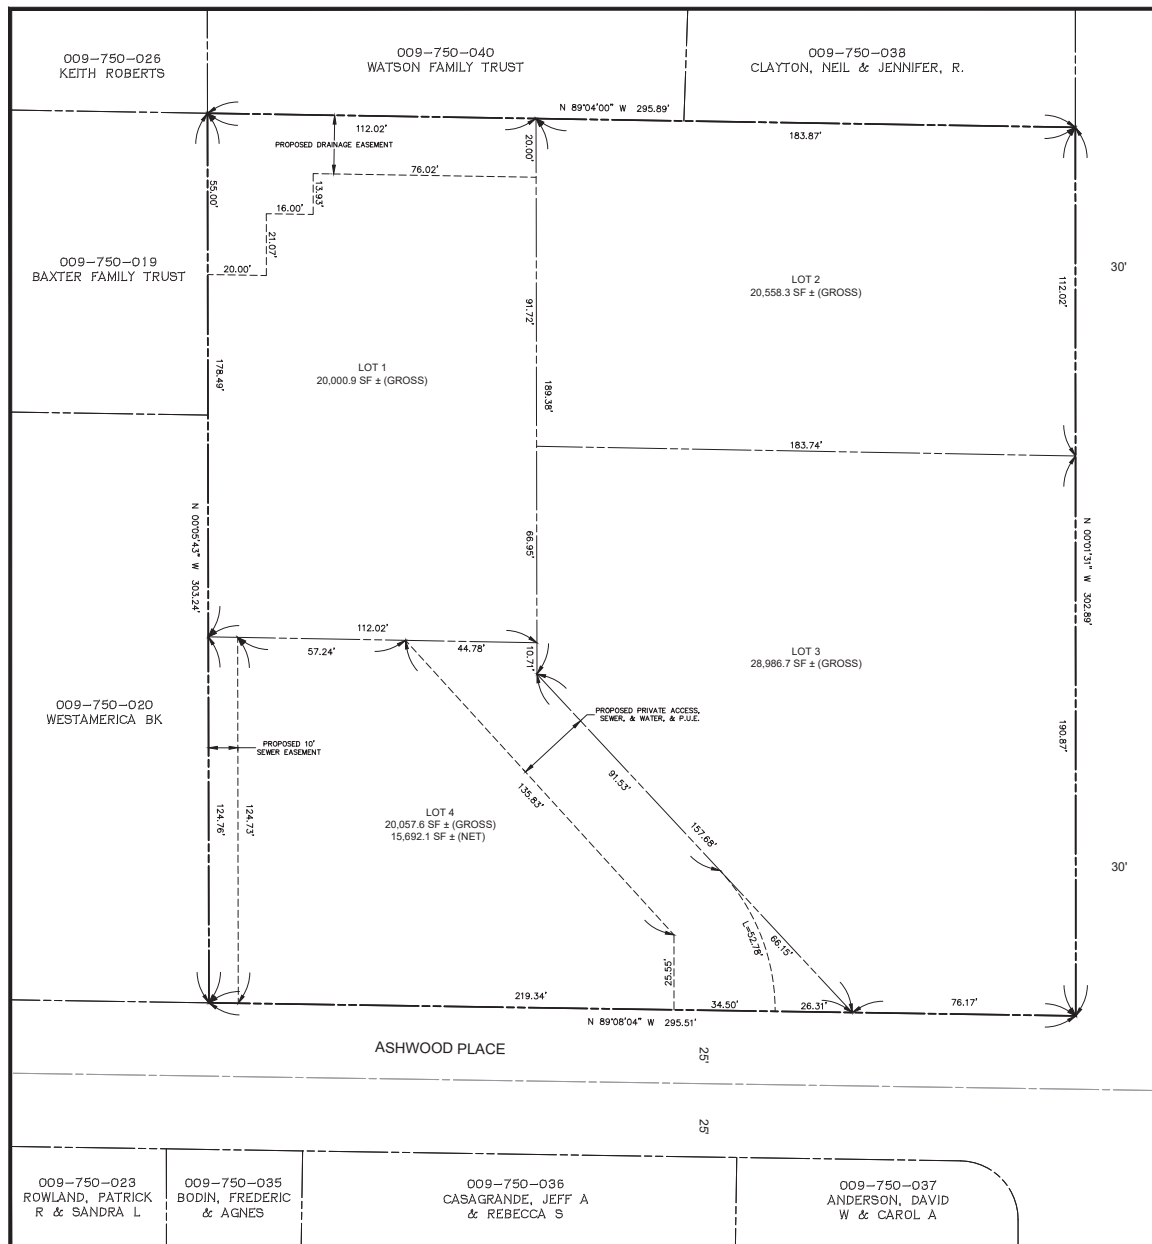 009-750-026
KEITH ROBERTS
009-750-040
WATSON FAMILY TRUST
009-750-038
CLAYTON, NEIL & JENNIFER, R.
N 89°04'00" W 295.89'
112.02'
183.87'
PROPOSED DRAINAGE EASEMENT
20.00'
76.02'
13.93'
55.00'
16.00'
21.07'
20.00'
009-750-019
BAXTER FAMILY TRUST
30'
LOT 2
20,558.3 SF ± (GROSS)
112.02'
91.72'
LOT 1
20,000.9 SF ± (GROSS)
178.49'
189.38'
183.74'
N 00°05'43" W 303.24'
66.95'
N 00°01'31" W 302.89'
112.02'
57.24'
44.78'
10.71'
LOT 3
28,986.7 SF ± (GROSS)
009-750-020
WESTAMERICA BK
PROPOSED PRIVATE ACCESS,
SEWER, & WATER, & P.U.E.
PROPOSED 10'
SEWER EASEMENT
190.87'
91.53'
135.83'
LOT 4
20,057.6 SF ± (GROSS)
15,692.1 SF ± (NET)
124.76'
124.73'
157.68'
30'
L=52.78'
66.15'
25.55'
219.34'
34.50'
26.31'
76.17'
N 89°08'04" W 295.51'
ASHWOOD PLACE
25'
25'
009-750-023
ROWLAND, PATRICK
R & SANDRA L
009-750-035
BODIN, FREDERIC
& AGNES
009-750-036
CASAGRANDE, JEFF A
& REBECCA S
009-750-037
ANDERSON, DAVID
W & CAROL A